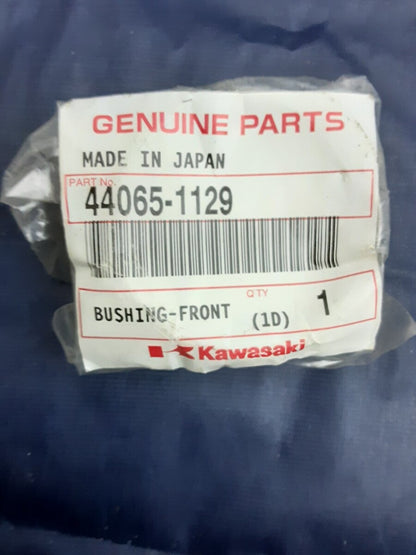 GENUINE PARTS
MADE IN JAPAN
PART No.
44065-1129
QTY
BUSHING-FRONT (1D) 1
Kawasaki